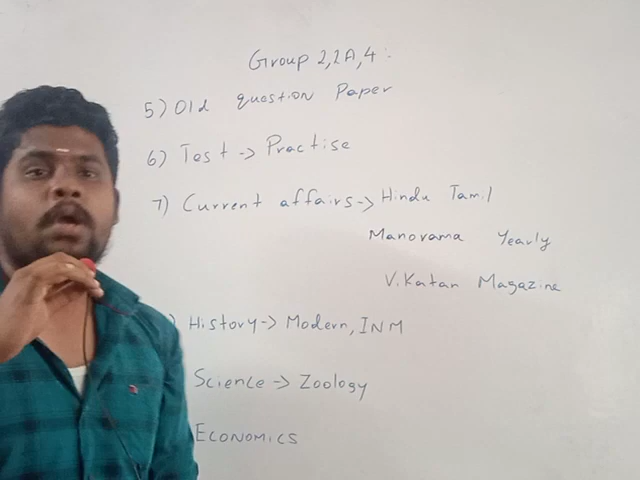 Group 2,2A,4:
5) Old question Paper
6) Test -> Practise
7) Current affairs -> Hindu Tamil
Manorama Yearly
V.Katan Magazine
) History -> Modern, INM
Science -> Zoology
ECONOMICS